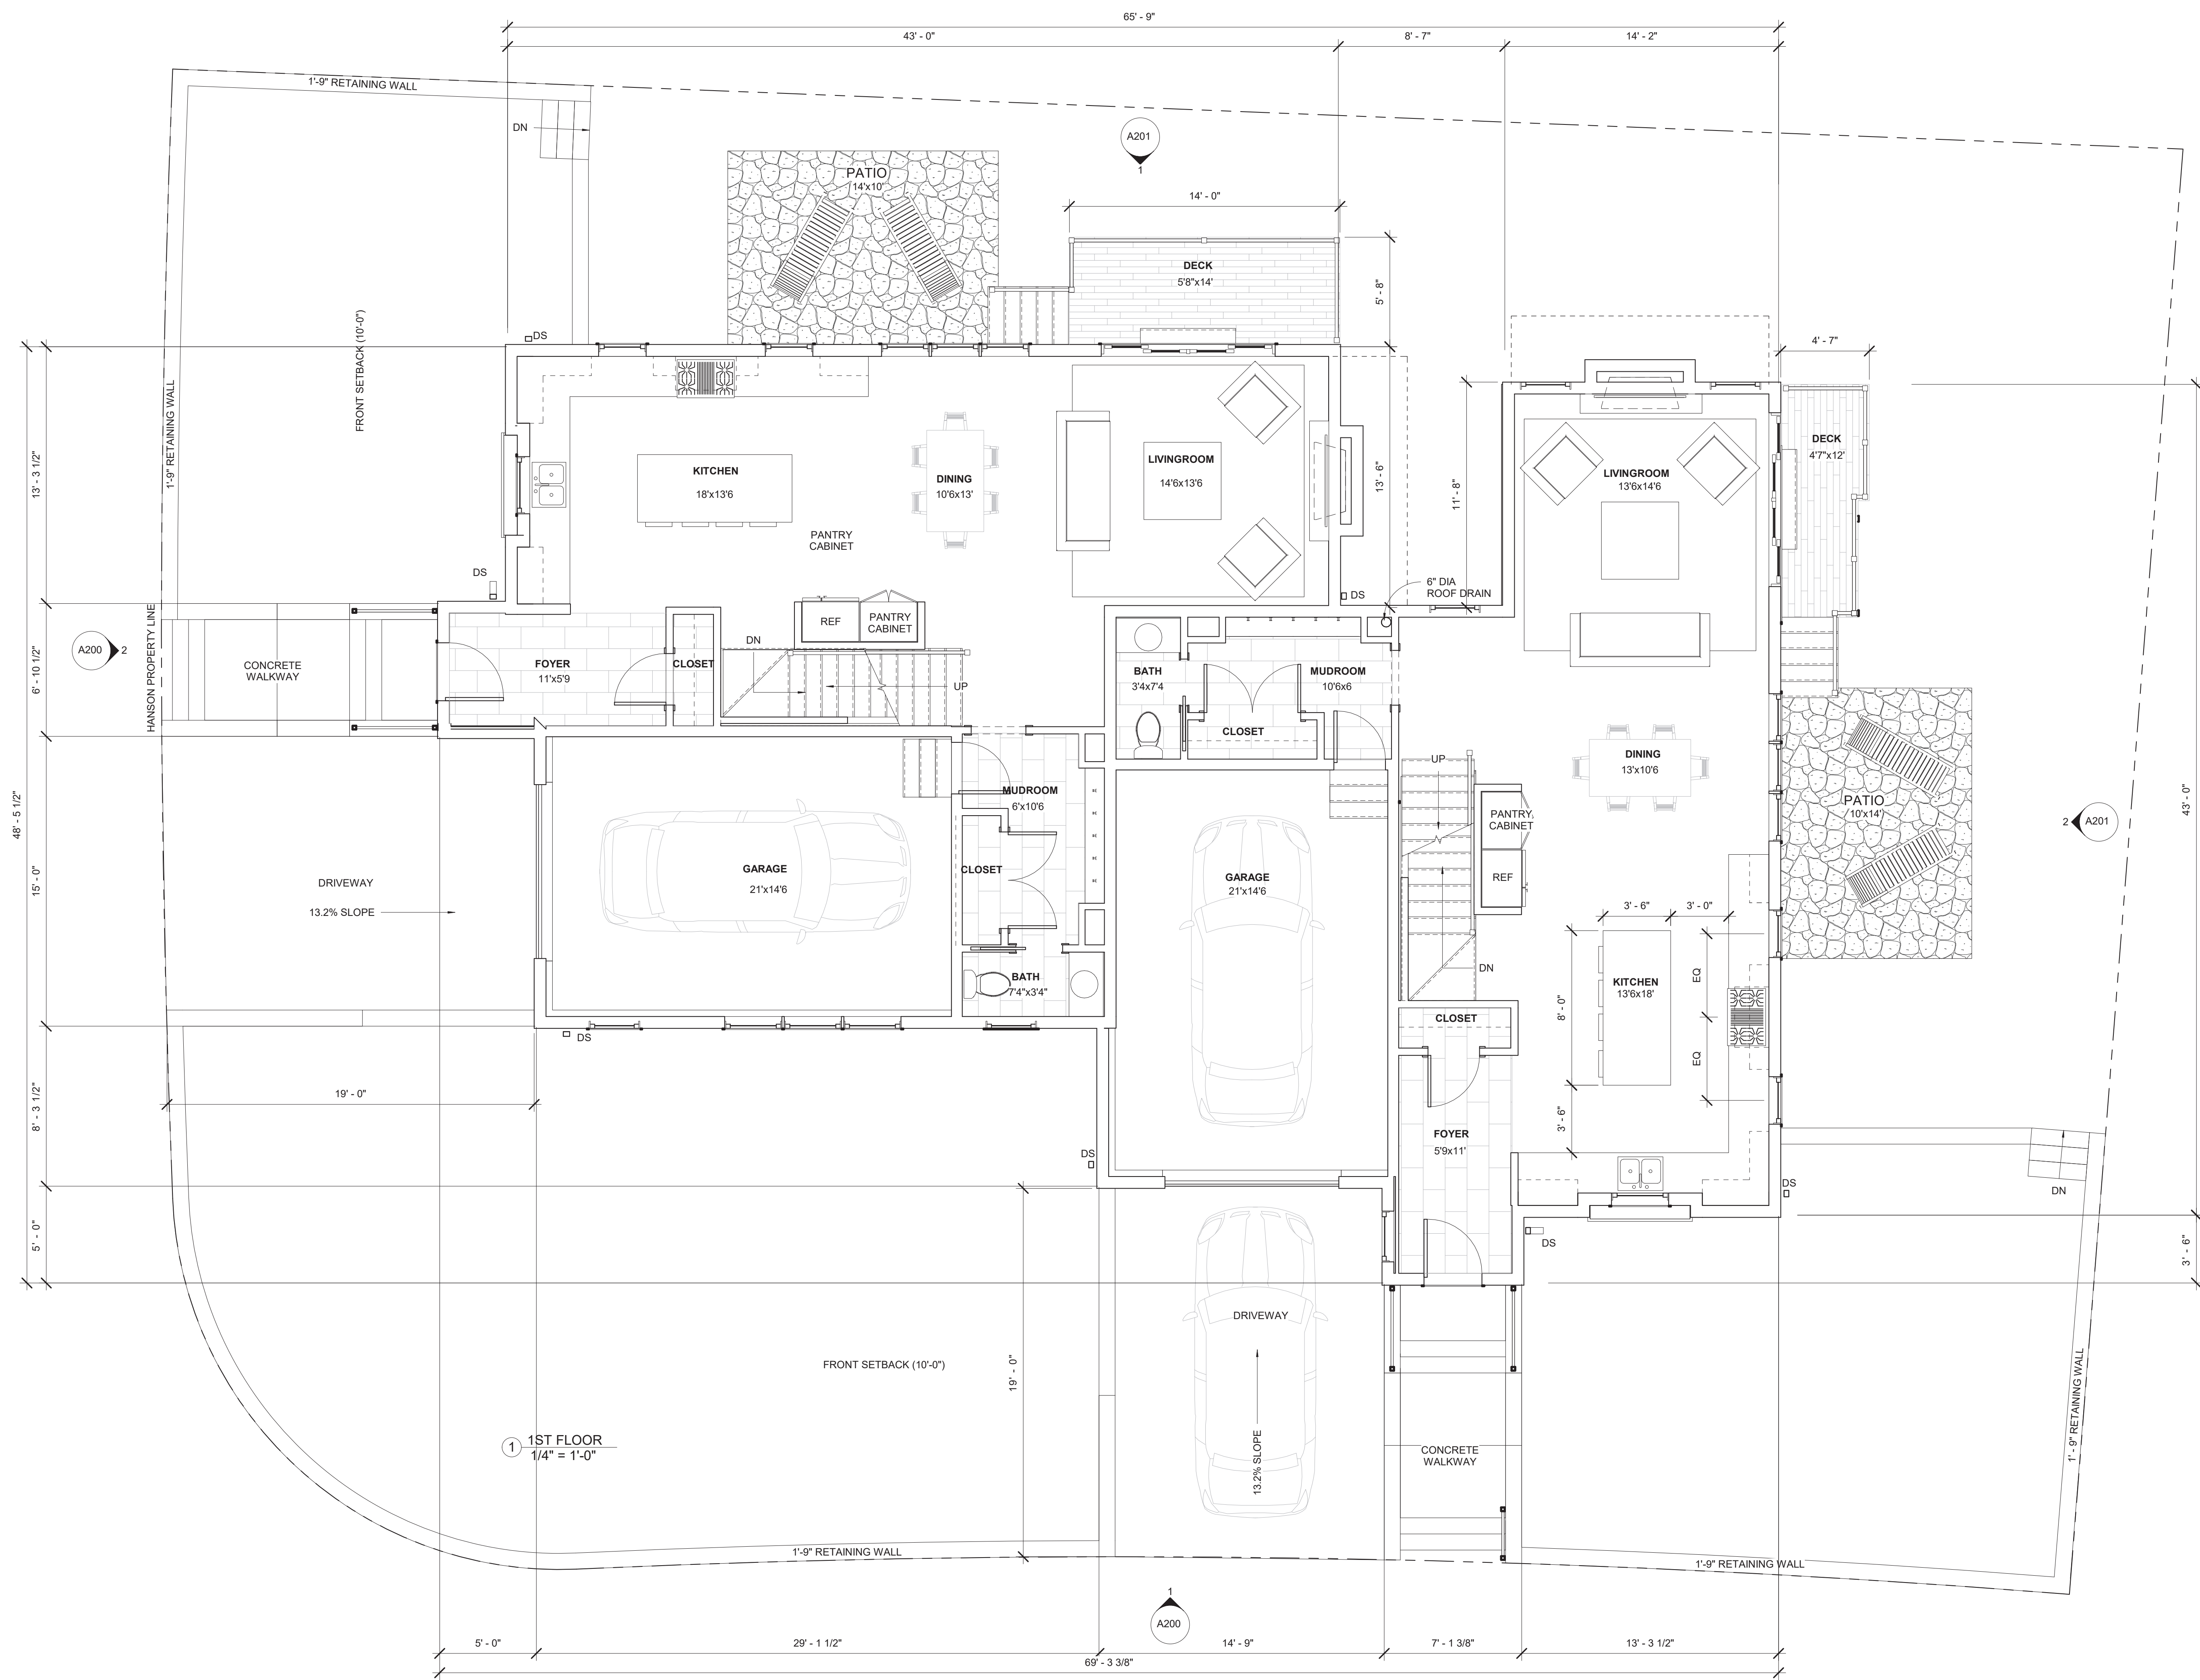 65' - 9"
43' - 0"
8' - 7"
14' - 2"
1'-9" RETAINING WALL
DN
A201
1
PATIO
14'x10'
14' - 0"
DECK
5'8"x14'
5' - 8"
FRONT SETBACK (10'-0")
DS
4' - 7"
1'-9" RETAINING WALL
13' - 3 1/2"
KITCHEN
18'x13'6
DINING
10'6x13'
LIVINGROOM
14'6x13'6
13' - 6"
11' - 8"
LIVINGROOM
13'6x14'6
DECK
4'7"x12'
PANTRY
CABINET
DS
6" DIA
ROOF DRAIN
DS
REF
PANTRY
CABINET
A200
2
HANSON PROPERTY LINE
6' - 10 1/2"
CONCRETE
WALKWAY
FOYER
11'x5'9
CLOSET
DN
UP
BATH
3'4x7'4
MUDROOM
10'6x6
CLOSET
UP
DINING
13'x10'6
MUDROOM
6'x10'6
PATIO
10'x14'
PANTRY
CABINET
2
A201
43' - 0"
48' - 5 1/2"
15' - 0"
DRIVEWAY
13.2% SLOPE
GARAGE
21'x14'6
CLOSET
GARAGE
21'x14'6
REF
3' - 6"
3' - 0"
BATH
7'4"x3'4"
DN
KITCHEN
13'6x18'
EQ
EQ
8' - 0"
CLOSET
DS
8' - 3 1/2"
19' - 0"
3' - 6"
FOYER
5'9x11'
DS
DS
DN
5' - 0"
DS
3' - 6"
DRIVEWAY
FRONT SETBACK (10'-0")
19' - 0"
13.2% SLOPE
1
1ST FLOOR
1/4" = 1'-0"
CONCRETE
WALKWAY
1' - 9" RETAINING WALL
1'-9" RETAINING WALL
1'-9" RETAINING WALL
1
A200
5' - 0"
29' - 1 1/2"
14' - 9"
7' - 1 3/8"
13' - 3 1/2"
69' - 3 3/8"